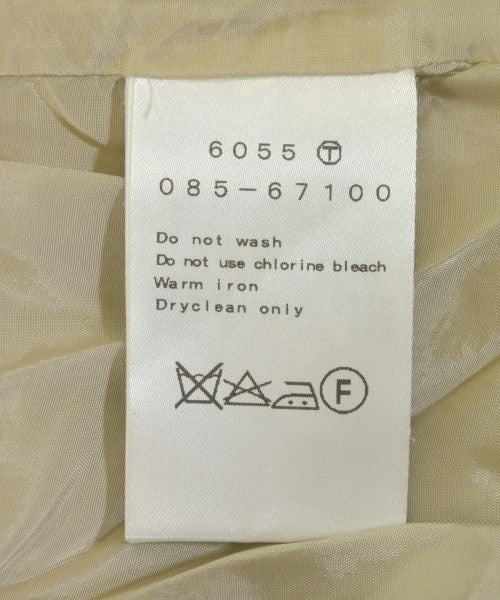 6055 Ⓣ
085-67100
Do not wash
Do not use chlorine bleach
Warm iron
Dryclean only
F